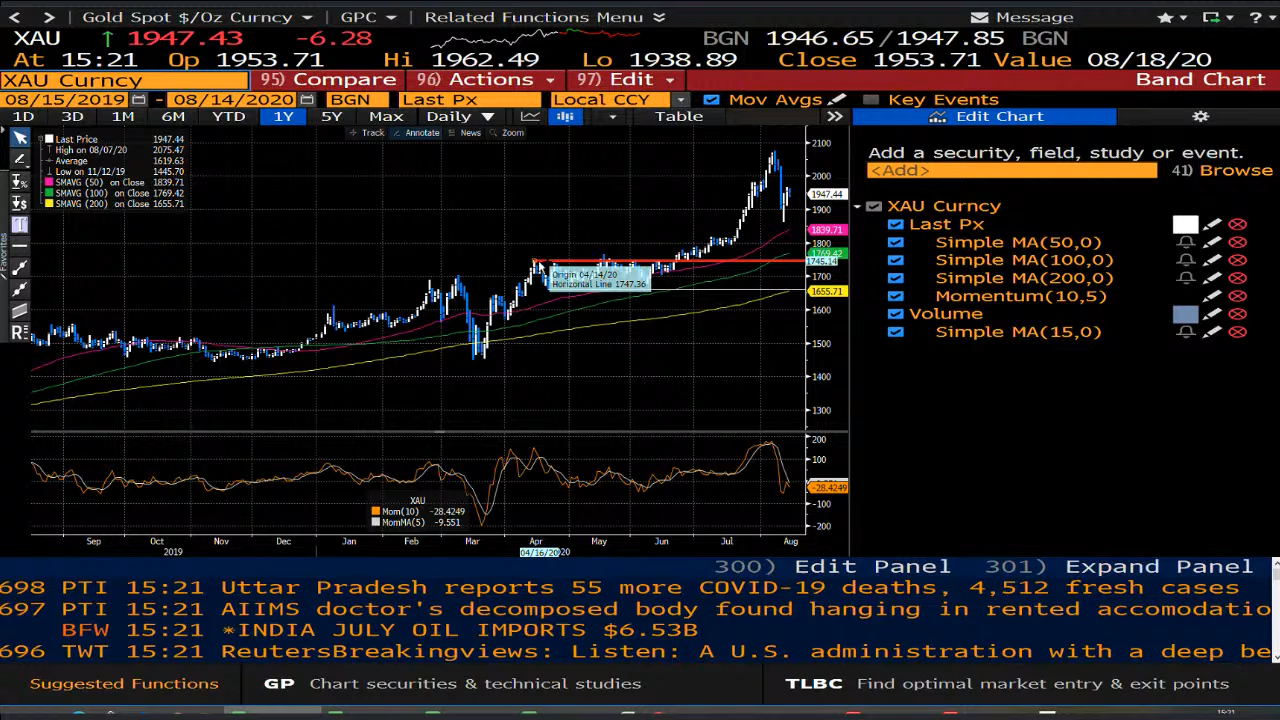 Gold Spot $/Oz Curncy GPC Related Functions Menu Message
XAU 1947.43 -6.28 BGN 1946.65/1947.85 BGN
At 15:21 Op 1953.71 Hi 1962.49 Lo 1938.89 Close 1953.71 Value 08/18/20
XAU Curncy 95) Compare 96) Actions 97) Edit Band Chart
08/15/2019 - 08/14/2020 BGN Last Px Local CCY Mov Avgs Key Events
1D 3D 1M 6M YTD 1Y 5Y Max Daily Table Edit Chart
Track Annotate News Zoom
Last Price 1947.44
High on 08/07/20 2075.47
Average 1619.63
Low on 11/12/19 1445.70
SMAVG (50) on Close 1839.71
SMAVG (100) on Close 1769.42
SMAVG (200) on Close 1655.71
Favorites
Origin 04/14/20
Horizontal Line 1747.36
2100
2000
1947.44
1900
1839.71
1800
1769.42
1745.14
1700
1655.71
1600
1500
1400
1300
200
100
-28.4249
-100
-200
XAU
Mom(10) -28.4249
MomMA(5) -9.551
Sep Oct Nov Dec Jan Feb Mar Apr May Jun Jul Aug
2019 04/16/20 20
Add a security, field, study or event.
<Add> 41) Browse
XAU Curncy
Last Px
Simple MA(50,0)
Simple MA(100,0)
Simple MA(200,0)
Momentum(10,5)
Volume
Simple MA(15,0)
300) Edit Panel 301) Expand Panel
698 PTI 15:21 Uttar Pradesh reports 55 more COVID-19 deaths, 4,512 fresh cases
697 PTI 15:21 AIIMS doctor's decomposed body found hanging in rented accomodatio
BFW 15:21 *INDIA JULY OIL IMPORTS $6.53B
696 TWT 15:21 ReutersBreakingviews: Listen: A U.S. administration with a deep be
Suggested Functions GP Chart securities & technical studies TLBC Find optimal market entry & exit points
15:21